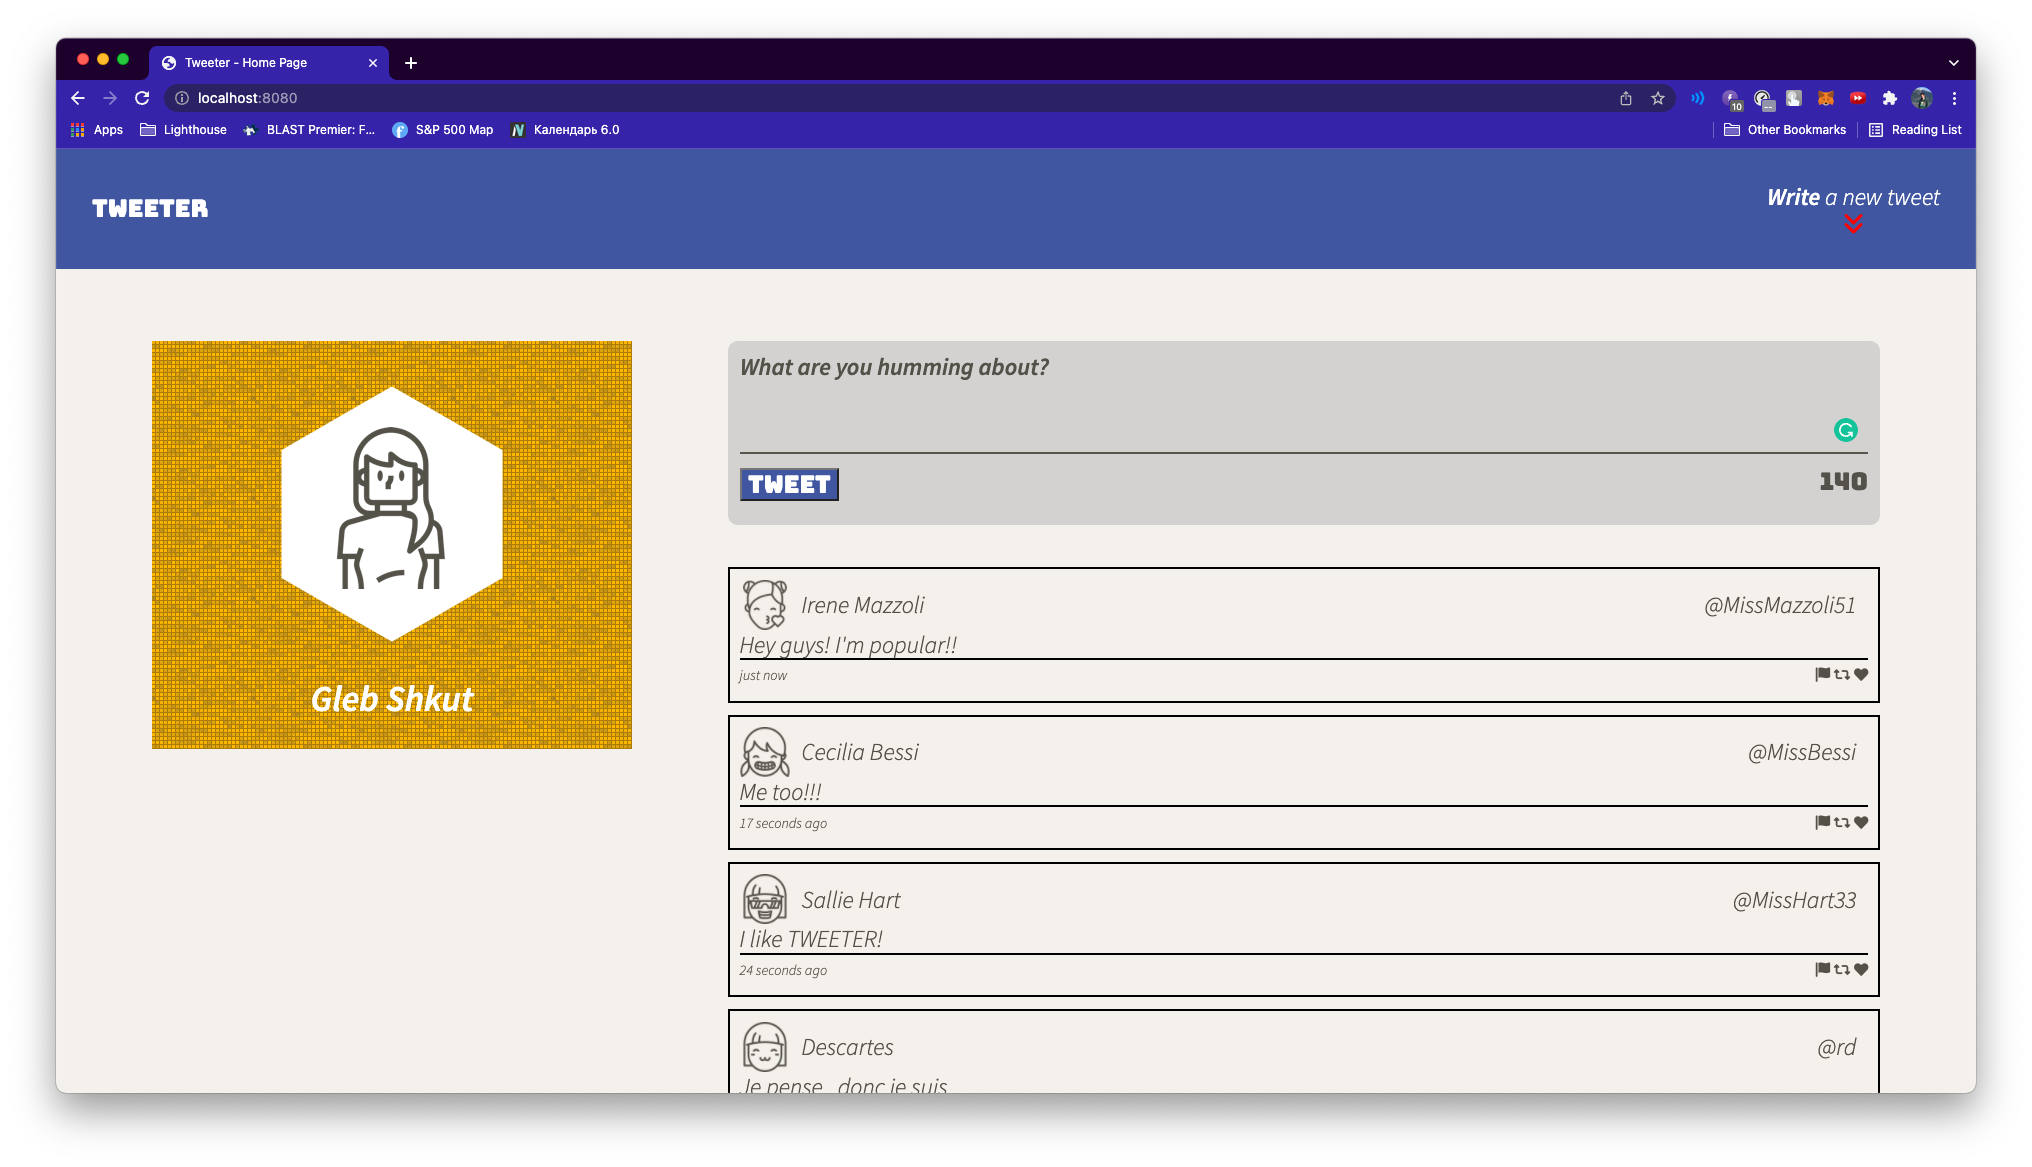 Tweeter - Home Page
localhost:8080
10
Apps
Lighthouse
BLAST Premier: F...
S&P 500 Map
Календарь 6.0
Other Bookmarks
Reading List
TWEETER
Write a new tweet
Gleb Shkut
What are you humming about?
TWEET
140
Irene Mazzoli
@MissMazzoli51
Hey guys! I'm popular!!
just now
Cecilia Bessi
@MissBessi
Me too!!!
17 seconds ago
Sallie Hart
@MissHart33
I like TWEETER!
24 seconds ago
Descartes
@rd
Je pense , donc je suis